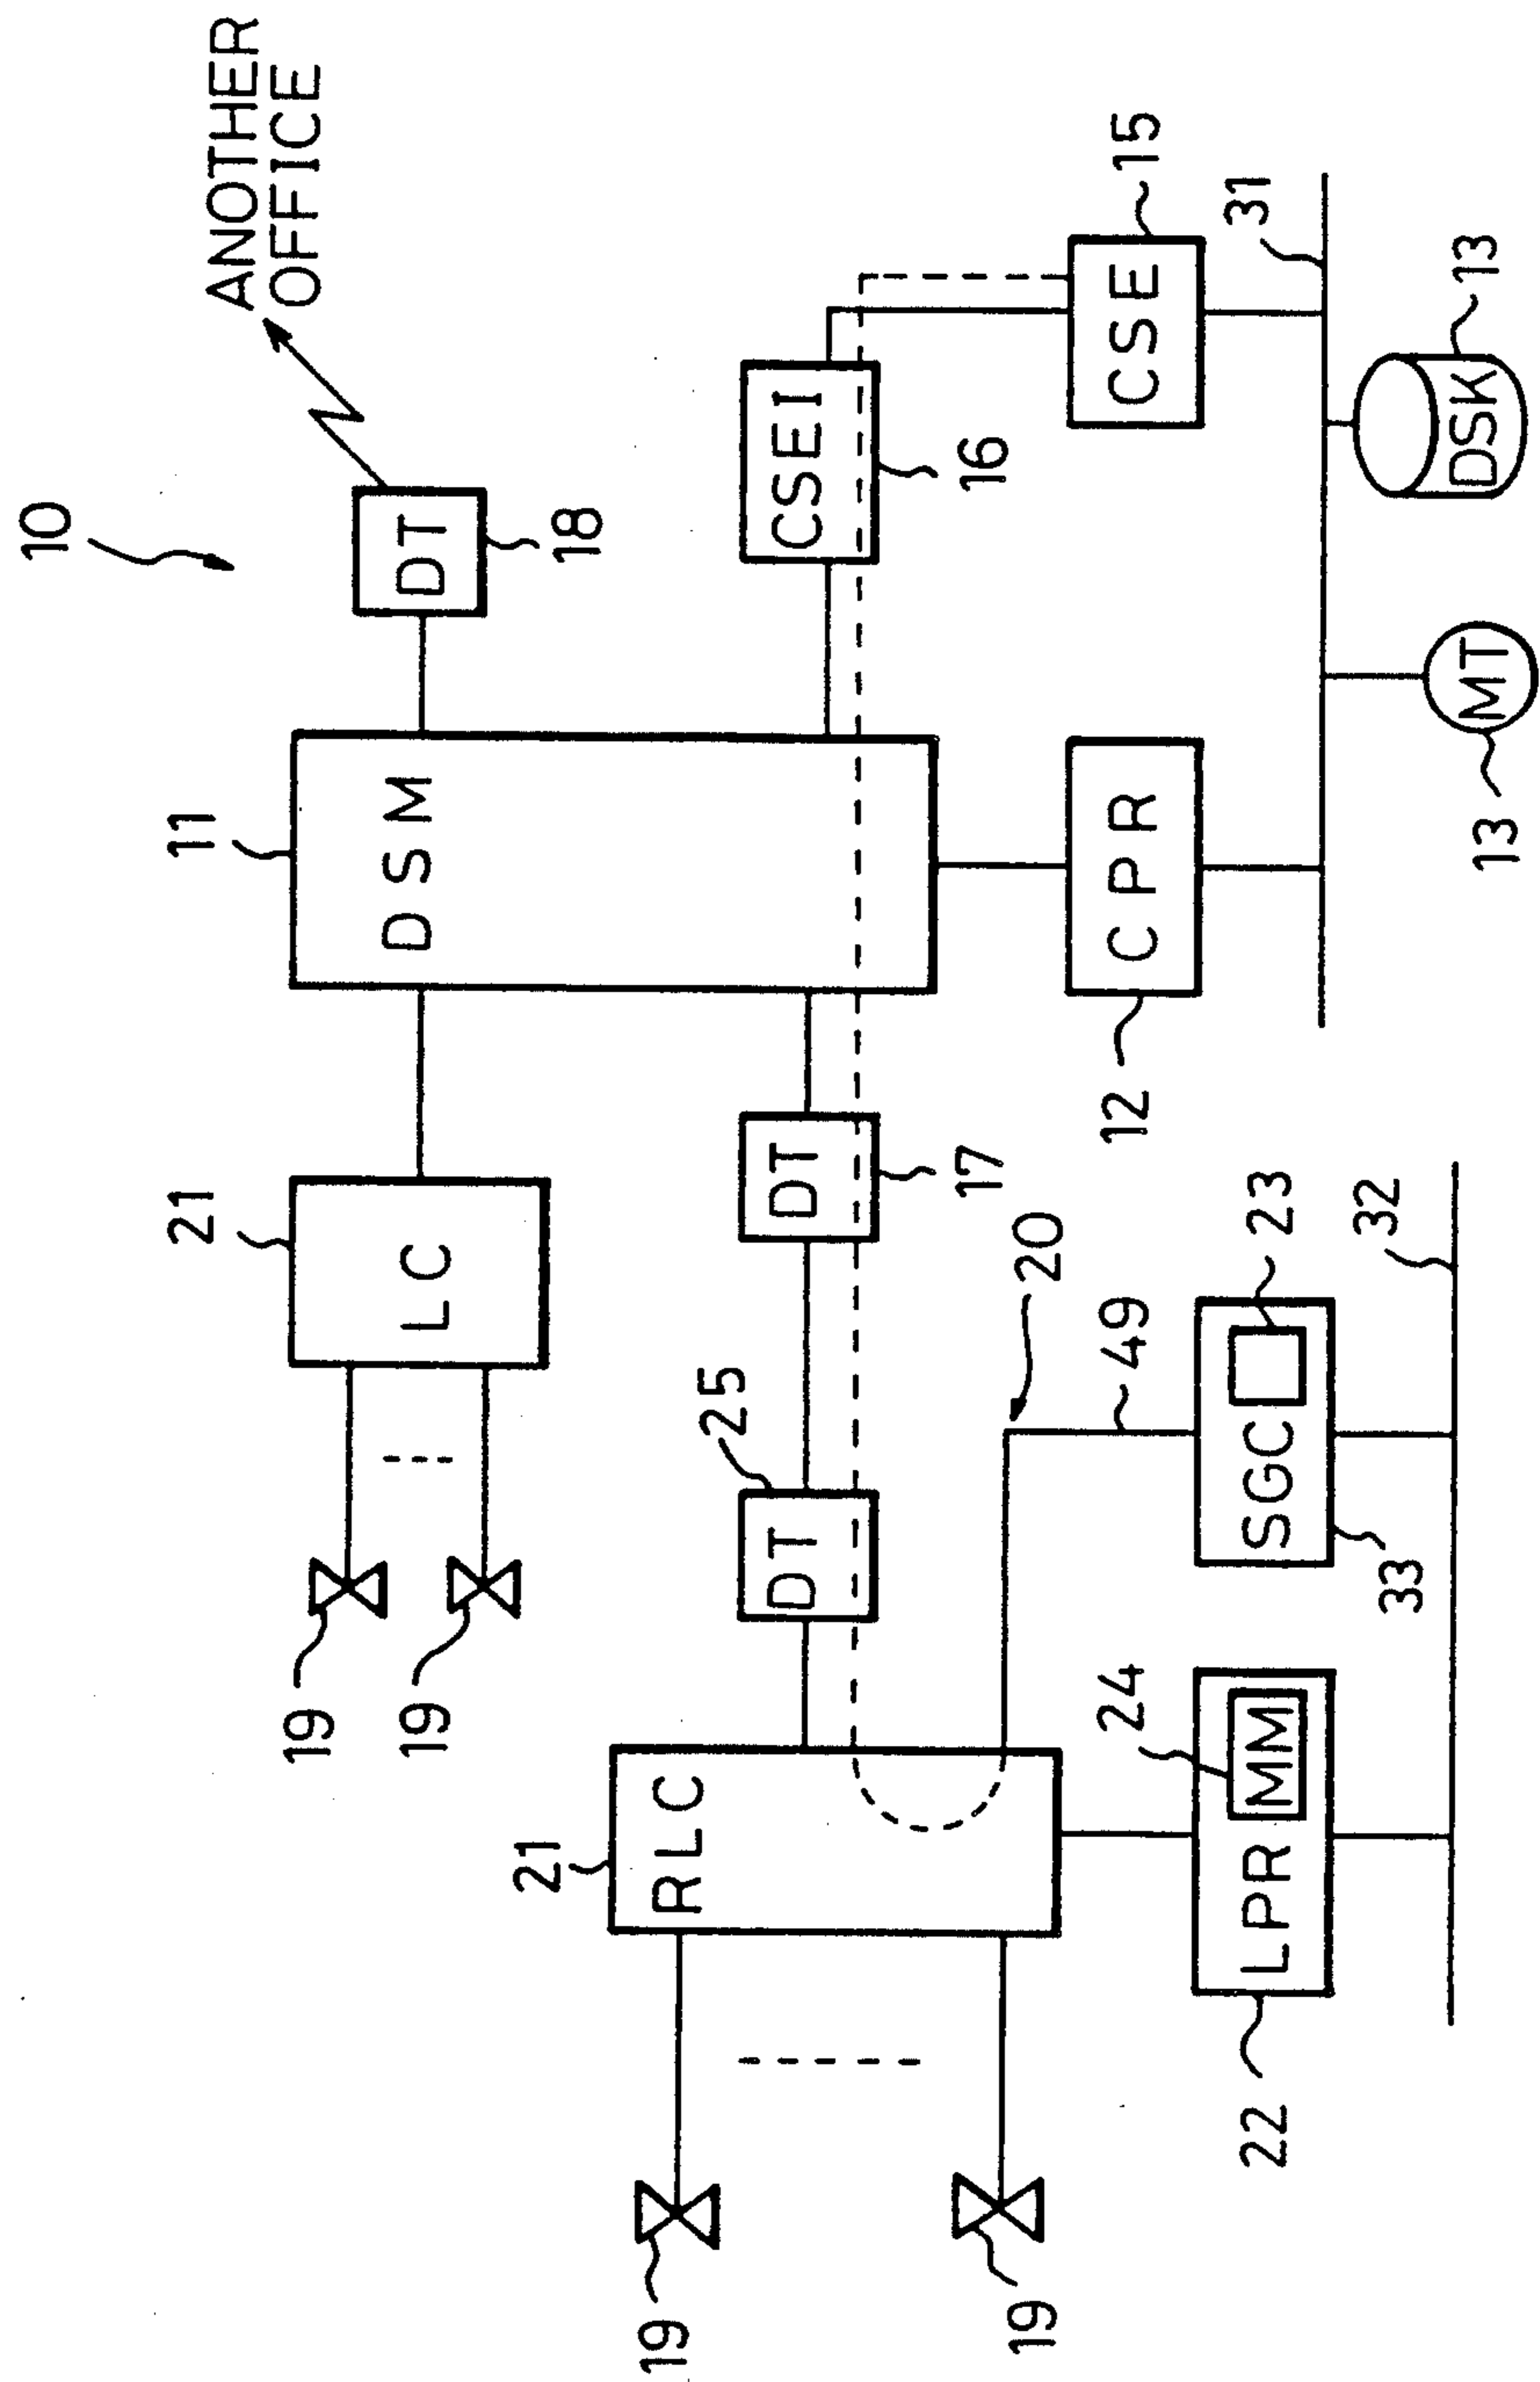 10
ANOTHER
OFFICE
11
DSM
DT
18
21
LC
19
19
25
DT
DT
17
CSEI
16
CSE
15
21
RLC
20
49
12
CPR
31
19
19
24
LPR
MM
22
SGC
23
33
32
13
MT
DSK
13